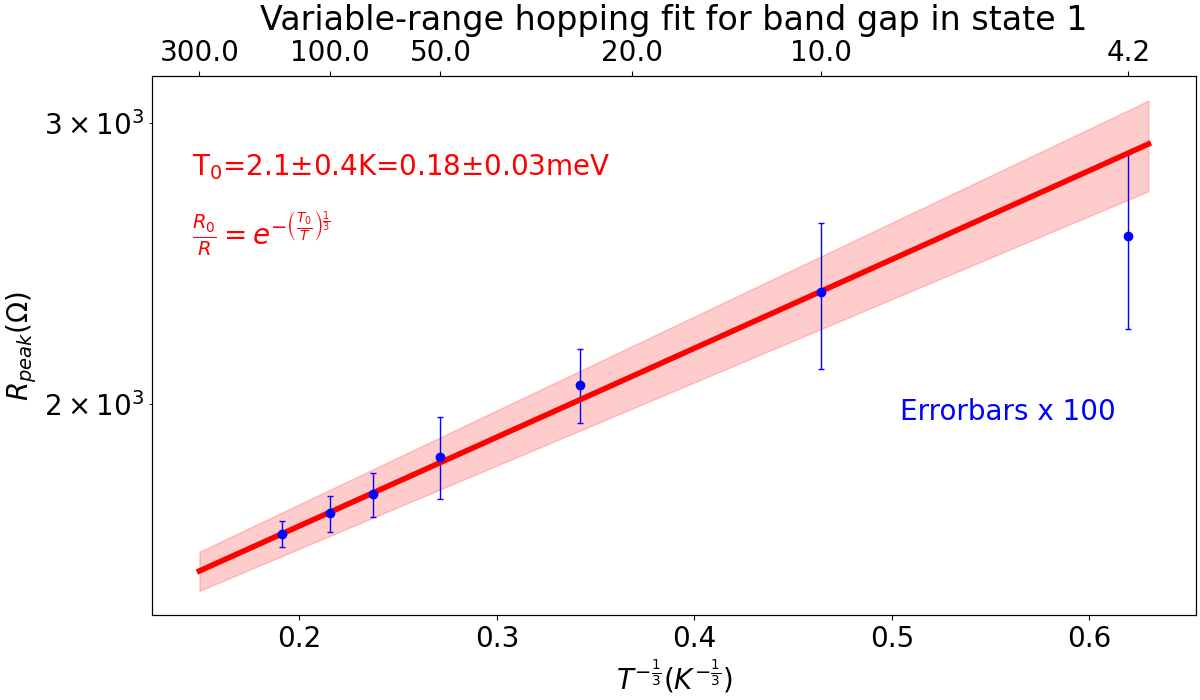 Variable-range hopping fit for band gap in state 1
300.0 100.0 50.0 20.0 10.0 4.2
3 × 10³
T₀=2.1±0.4K=0.18±0.03meV
R₀/R = e^{-(T₀/T)^{1/3}}
R_{peak}(Ω)
2 × 10³
Errorbars x 100
0.2 0.3 0.4 0.5 0.6
T^{-1/3}(K^{-1/3})